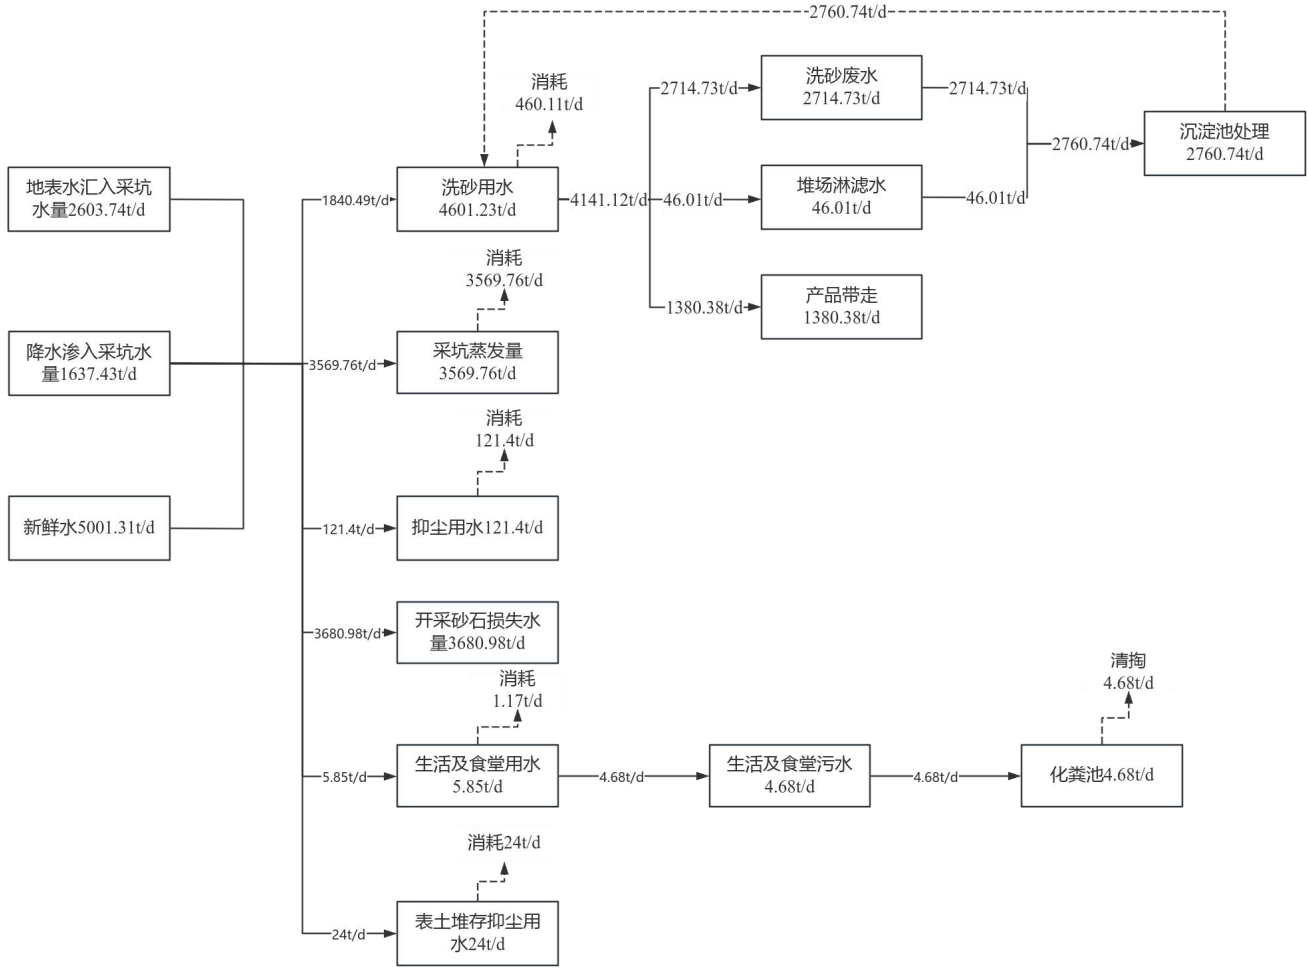 2760.74t/d
消耗
460.11t/d
2714.73t/d
洗砂废水
2714.73t/d
2714.73t/d
沉淀池处理
2760.74t/d
2760.74t/d
地表水汇入采坑
水量2603.74t/d
1840.49t/d
洗砂用水
4601.23t/d
4141.12t/d
46.01t/d
堆场淋滤水
46.01t/d
46.01t/d
消耗
3569.76t/d
1380.38t/d
产品带走
1380.38t/d
降水渗入采坑水
量1637.43t/d
3569.76t/d
采坑蒸发量
3569.76t/d
消耗
121.4t/d
新鲜水5001.31t/d
121.4t/d
抑尘用水121.4t/d
3680.98t/d
开采砂石损失水
量3680.98t/d
消耗
1.17t/d
清掏
4.68t/d
5.85t/d
生活及食堂用水
5.85t/d
4.68t/d
生活及食堂污水
4.68t/d
4.68t/d
化粪池4.68t/d
消耗24t/d
24t/d
表土堆存抑尘用
水24t/d